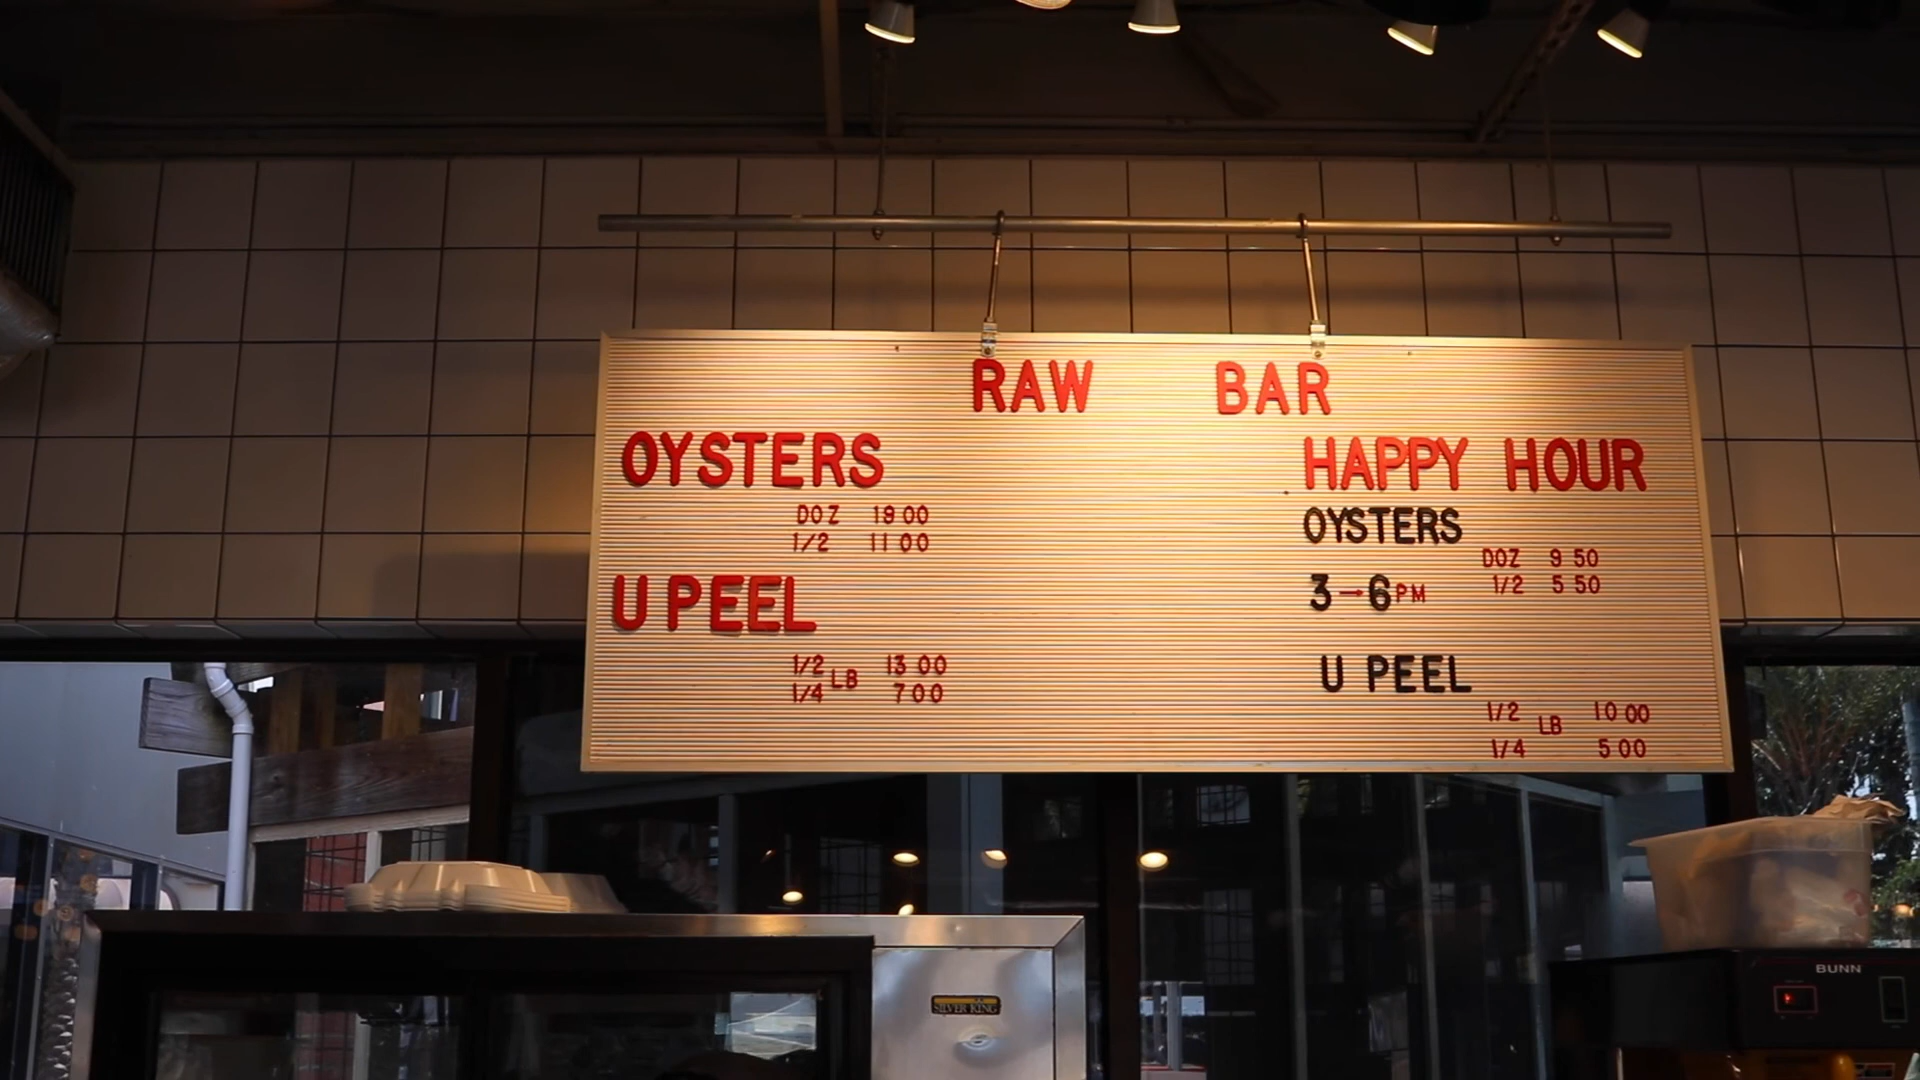 RAW BAR
OYSTERS
DOZ 19 00
1/2 11 00
U PEEL
1/2 LB 13 00
1/4 7 00
HAPPY HOUR
OYSTERS
DOZ 9 50
1/2 5 50
3→6 PM
U PEEL
1/2 LB 10 00
1/4 5 00
SILVER KING
BUNN